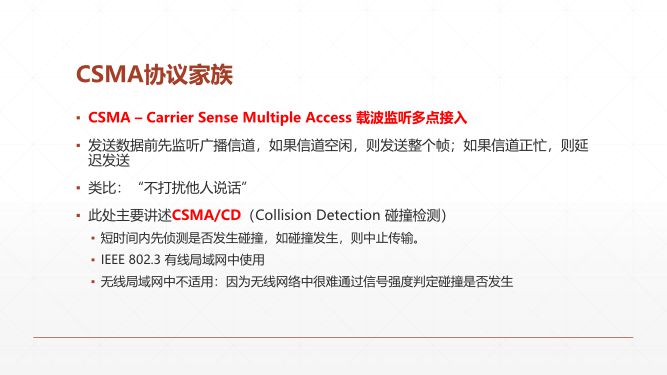 CSMA协议家族
▪ CSMA – Carrier Sense Multiple Access 载波监听多点接入
▪ 发送数据前先监听广播信道，如果信道空闲，则发送整个帧；如果信道正忙，则延
迟发送
▪ 类比：“不打扰他人说话”
▪ 此处主要讲述CSMA/CD（Collision Detection 碰撞检测）
▪ 短时间内先侦测是否发生碰撞，如碰撞发生，则中止传输。
▪ IEEE 802.3 有线局域网中使用
▪ 无线局域网中不适用：因为无线网络中很难通过信号强度判定碰撞是否发生